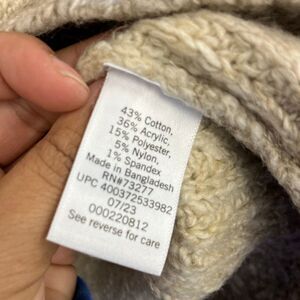 43% Cotton,
36% Acrylic,
15% Polyester,
5% Nylon,
1% Spandex
Made in Bangladesh
RN#73277
UPC 400372533982
07/23
000220812
See reverse for care